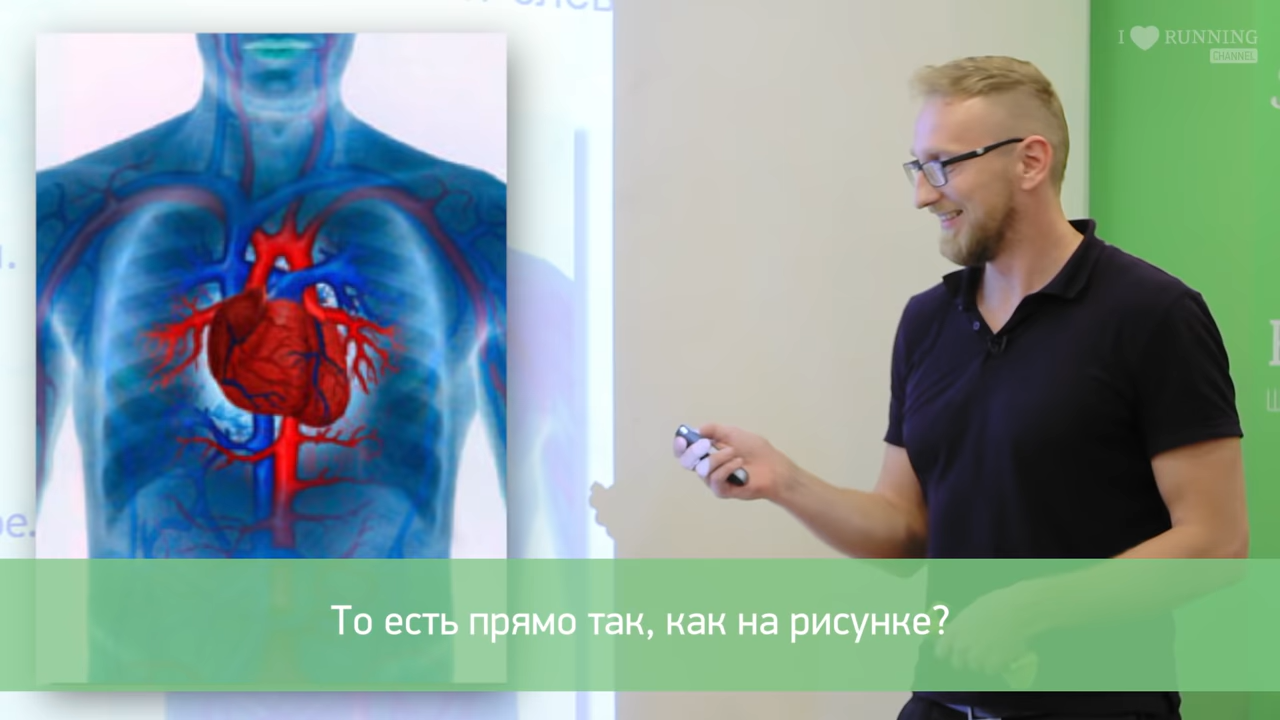 I RUNNING
CHANNEL
То есть прямо так, как на рисунке?